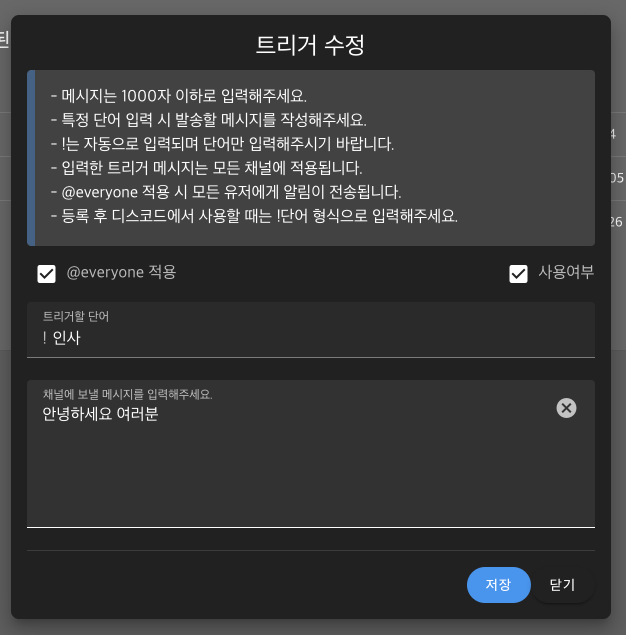 된
트리거 수정
- 메시지는 1000자 이하로 입력해주세요.
- 특정 단어 입력 시 발송할 메시지를 작성해주세요.
- !는 자동으로 입력되며 단어만 입력해주시기 바랍니다.
- 입력한 트리거 메시지는 모든 채널에 적용됩니다.
- @everyone 적용 시 모든 유저에게 알림이 전송됩니다.
- 등록 후 디스코드에서 사용할 때는 !단어 형식으로 입력해주세요.
4
05
26
@everyone 적용 사용여부
트리거할 단어
! 인사
채널에 보낼 메시지를 입력해주세요.
안녕하세요 여러분
저장 닫기